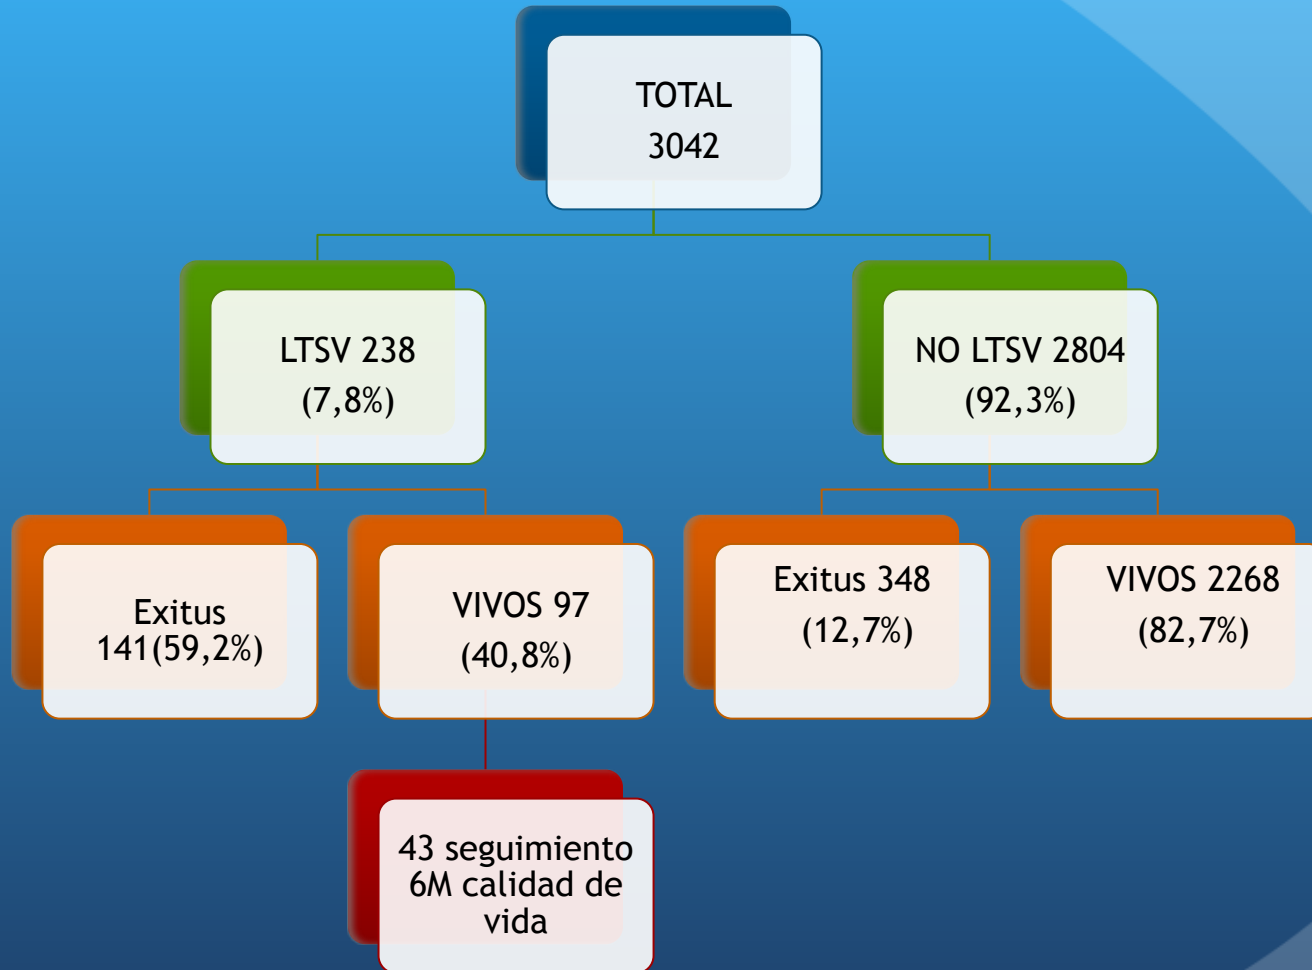 TOTAL
3042
LTSV 238
(7,8%)
NO LTSV 2804
(92,3%)
Exitus
141(59,2%)
VIVOS 97
(40,8%)
Exitus 348
(12,7%)
VIVOS 2268
(82,7%)
43 seguimiento
6M calidad de
vida